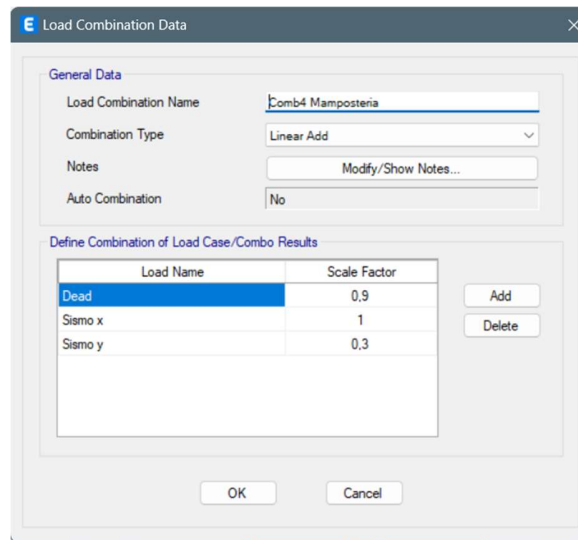 E Load Combination Data
General Data
Load Combination Name Comb4 Mamposteria
Combination Type Linear Add
Notes Modify/Show Notes...
Auto Combination No
Define Combination of Load Case/Combo Results
Load Name Scale Factor
Dead 0,9 Add
Sismo x 1 Delete
Sismo y 0,3
OK Cancel